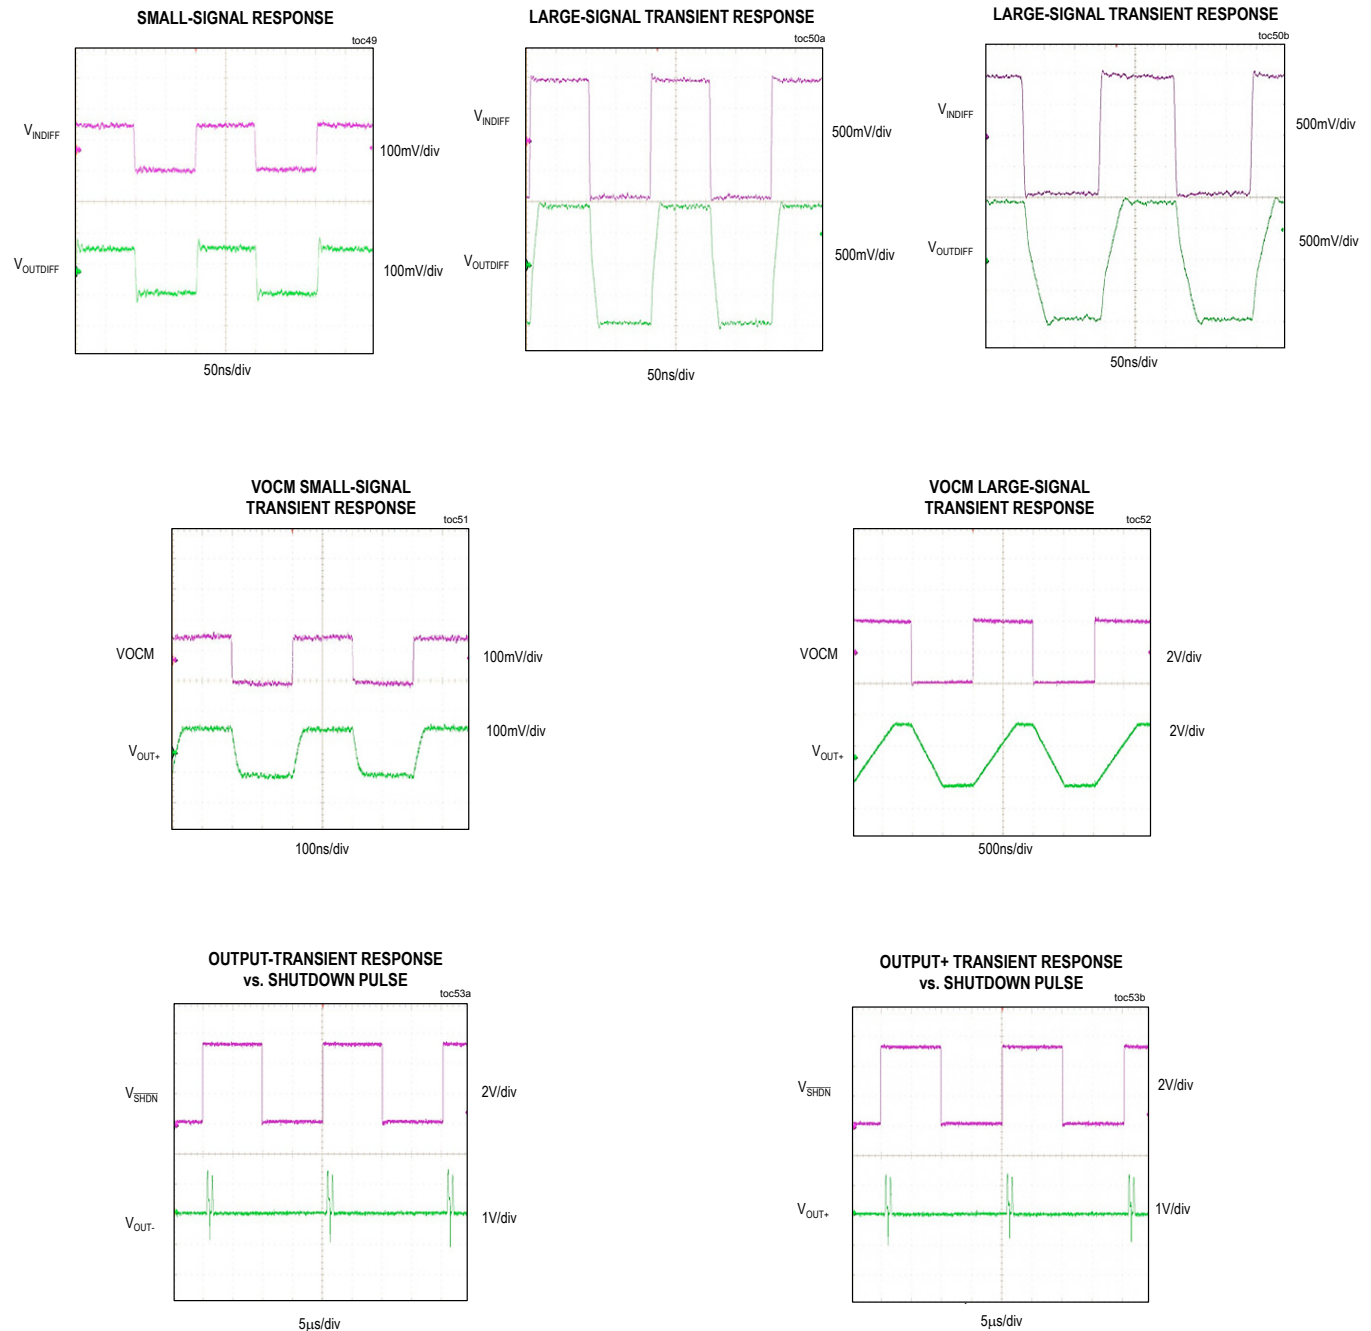 SMALL-SIGNAL RESPONSE
toc49
VINDIFF
100mV/div
VOUTDIFF
100mV/div
50ns/div
LARGE-SIGNAL TRANSIENT RESPONSE
toc50a
VINDIFF
500mV/div
VOUTDIFF
500mV/div
50ns/div
LARGE-SIGNAL TRANSIENT RESPONSE
toc50b
VINDIFF
500mV/div
VOUTDIFF
500mV/div
50ns/div
VOCM SMALL-SIGNAL
TRANSIENT RESPONSE
toc51
VOCM
100mV/div
VOUT+
100mV/div
100ns/div
VOCM LARGE-SIGNAL
TRANSIENT RESPONSE
toc52
VOCM
2V/div
VOUT+
2V/div
500ns/div
OUTPUT-TRANSIENT RESPONSE
vs. SHUTDOWN PULSE
toc53a
VSHDN
2V/div
VOUT-
1V/div
5μs/div
OUTPUT+ TRANSIENT RESPONSE
vs. SHUTDOWN PULSE
toc53b
VSHDN
2V/div
VOUT+
1V/div
5μs/div